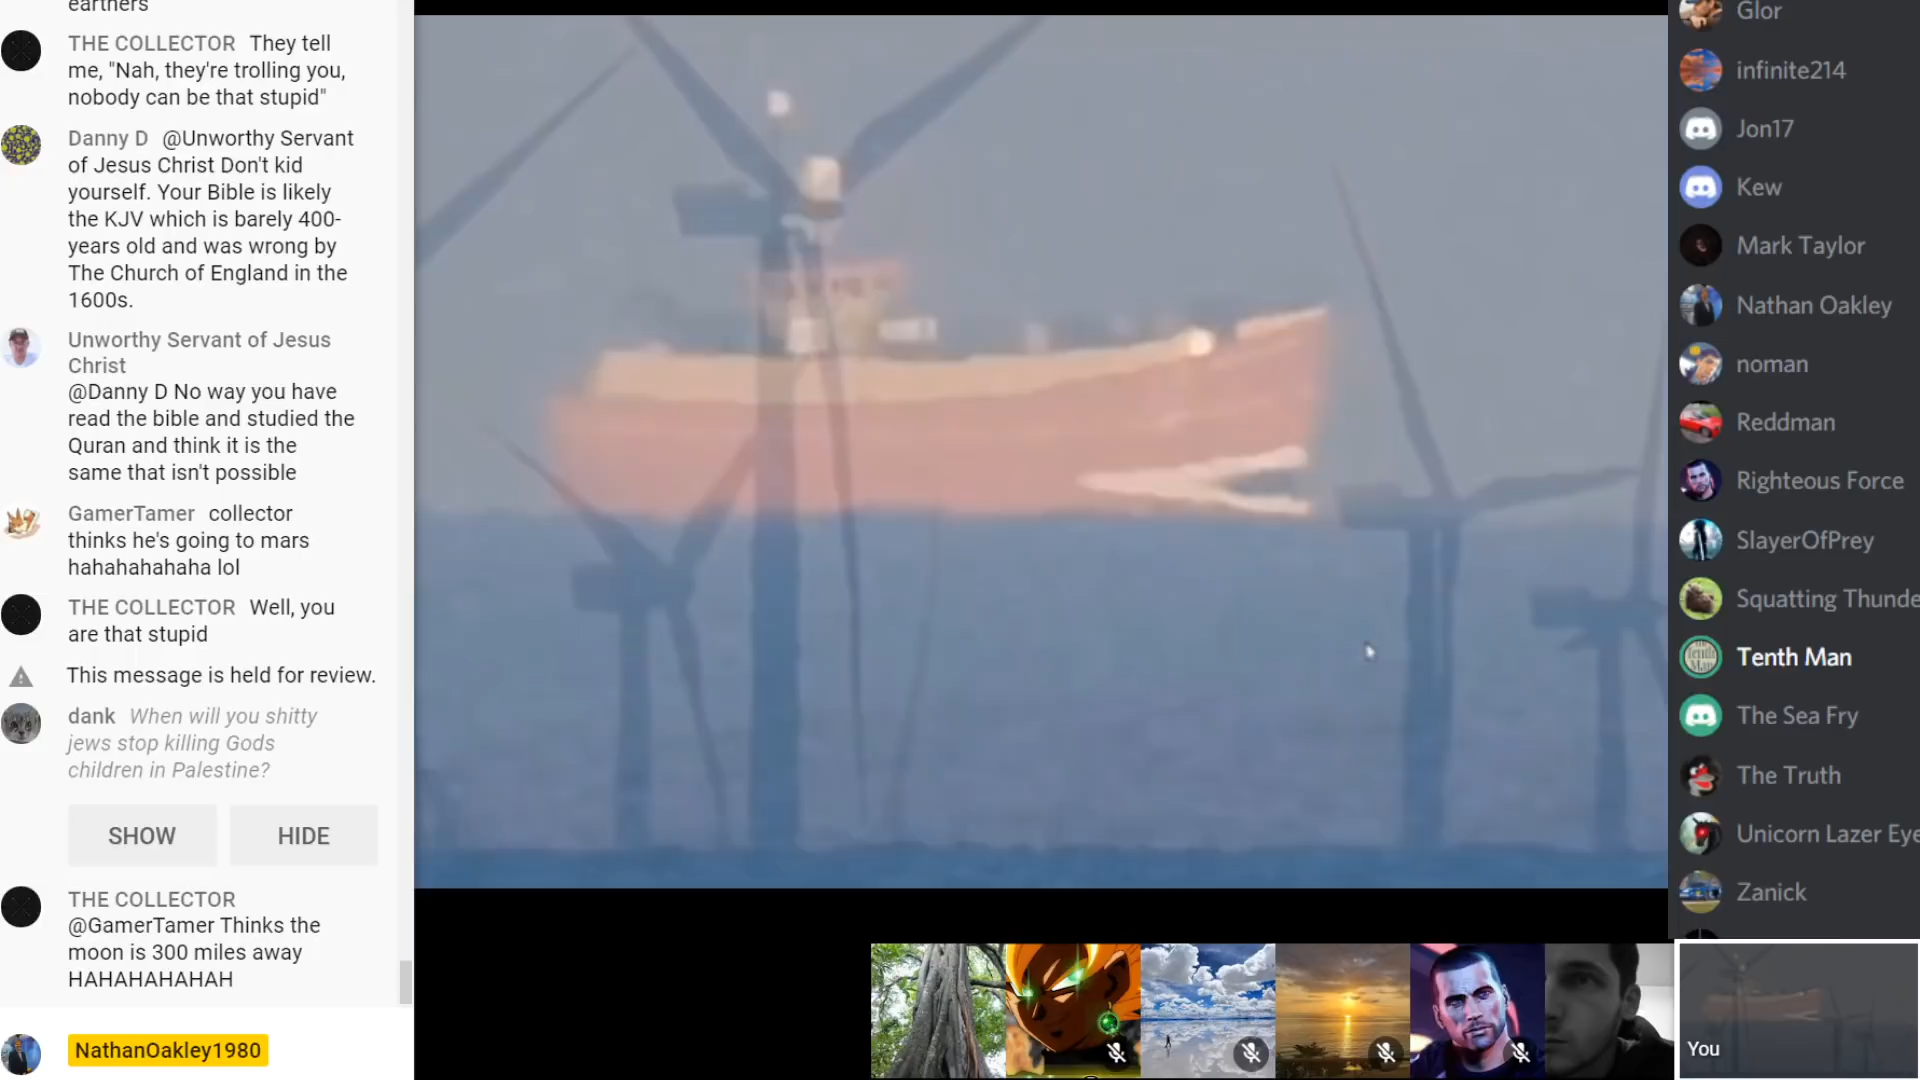 earthers
THE COLLECTOR They tell
me, "Nah, they're trolling you,
nobody can be that stupid"
Danny D @Unworthy Servant
of Jesus Christ Don't kid
yourself. Your Bible is likely
the KJV which is barely 400-
years old and was wrong by
The Church of England in the
1600s.
Unworthy Servant of Jesus
Christ
@Danny D No way you have
read the bible and studied the
Quran and think it is the
same that isn't possible
GamerTamer collector
thinks he's going to mars
hahahahahaha lol
THE COLLECTOR Well, you
are that stupid
This message is held for review.
dank When will you shitty
jews stop killing Gods
children in Palestine?
SHOW HIDE
THE COLLECTOR
@GamerTamer Thinks the
moon is 300 miles away
HAHAHAHAHAH
NathanOakley1980
Glor
infinite214
Jon17
Kew
Mark Taylor
Nathan Oakley
noman
Reddman
Righteous Force
SlayerOfPrey
Squatting Thunde
Tenth Man
The Sea Fry
The Truth
Unicorn Lazer Eye
Zanick
You